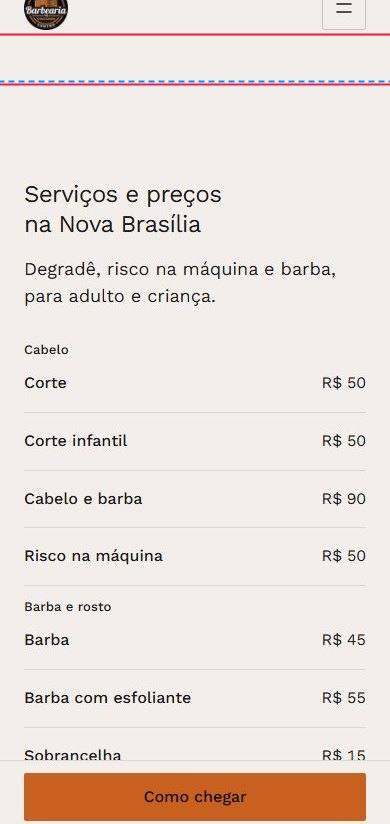 Barbearia
Serviços e preços
na Nova Brasília
Degradê, risco na máquina e barba,
para adulto e criança.
Cabelo
Corte R$ 50
Corte infantil R$ 50
Cabelo e barba R$ 90
Risco na máquina R$ 50
Barba e rosto
Barba R$ 45
Barba com esfoliante R$ 55
Sobrancelha R$ 15
Como chegar